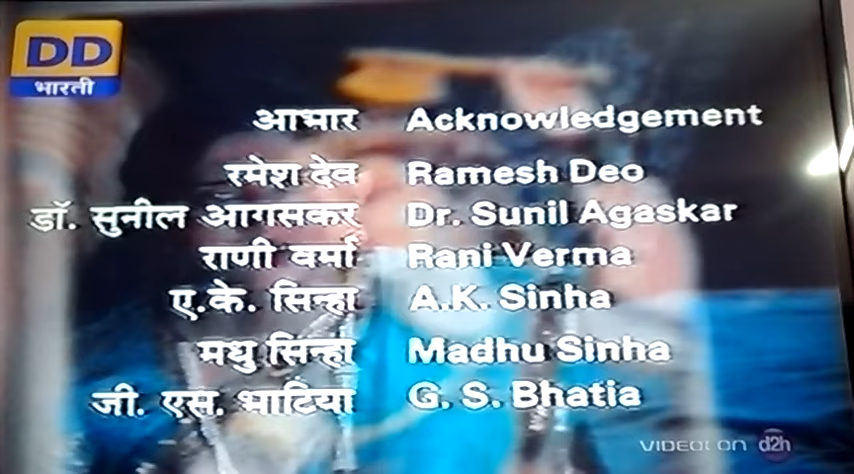 DD
भारती
आभार Acknowledgement
रमेश देव Ramesh Deo
डॉ. सुनील आगसकर Dr. Sunil Agaskar
राणी वर्मा Rani Verma
ए.के. सिन्हा A.K. Sinha
मधु सिन्हा Madhu Sinha
जी. एस. भाटिया G. S. Bhatia
d2h